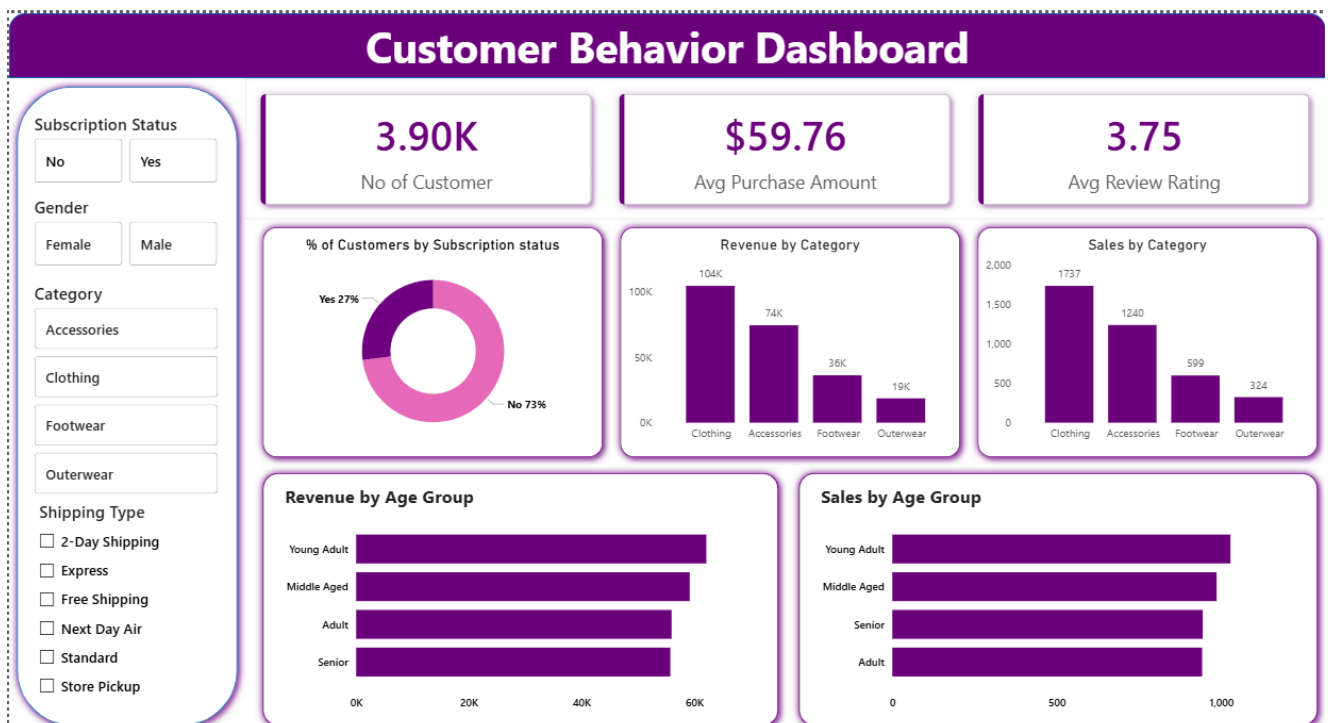 Customer Behavior Dashboard
Subscription Status
No Yes
Gender
Female Male
Category
Accessories
Clothing
Footwear
Outerwear
Shipping Type
2-Day Shipping
Express
Free Shipping
Next Day Air
Standard
Store Pickup
3.90K
No of Customer
$59.76
Avg Purchase Amount
3.75
Avg Review Rating
% of Customers by Subscription status
Yes 27%
No 73%
Revenue by Category
104K
100K
74K
50K
36K
19K
0K
Clothing Accessories Footwear Outerwear
Sales by Category
2,000
1737
1,500
1240
1,000
599
500
324
0
Clothing Accessories Footwear Outerwear
Revenue by Age Group
Young Adult
Middle Aged
Adult
Senior
0K 20K 40K 60K
Sales by Age Group
Young Adult
Middle Aged
Senior
Adult
0 500 1,000